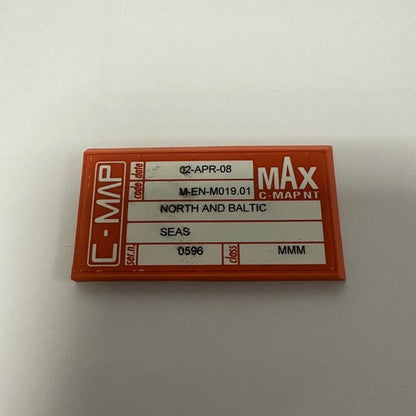 C-MAP
date 02-APR-08
code M-EN-M019.01
MAX
C-MAP NT
NORTH AND BALTIC
SEAS
ser.n. 0596 class MMM